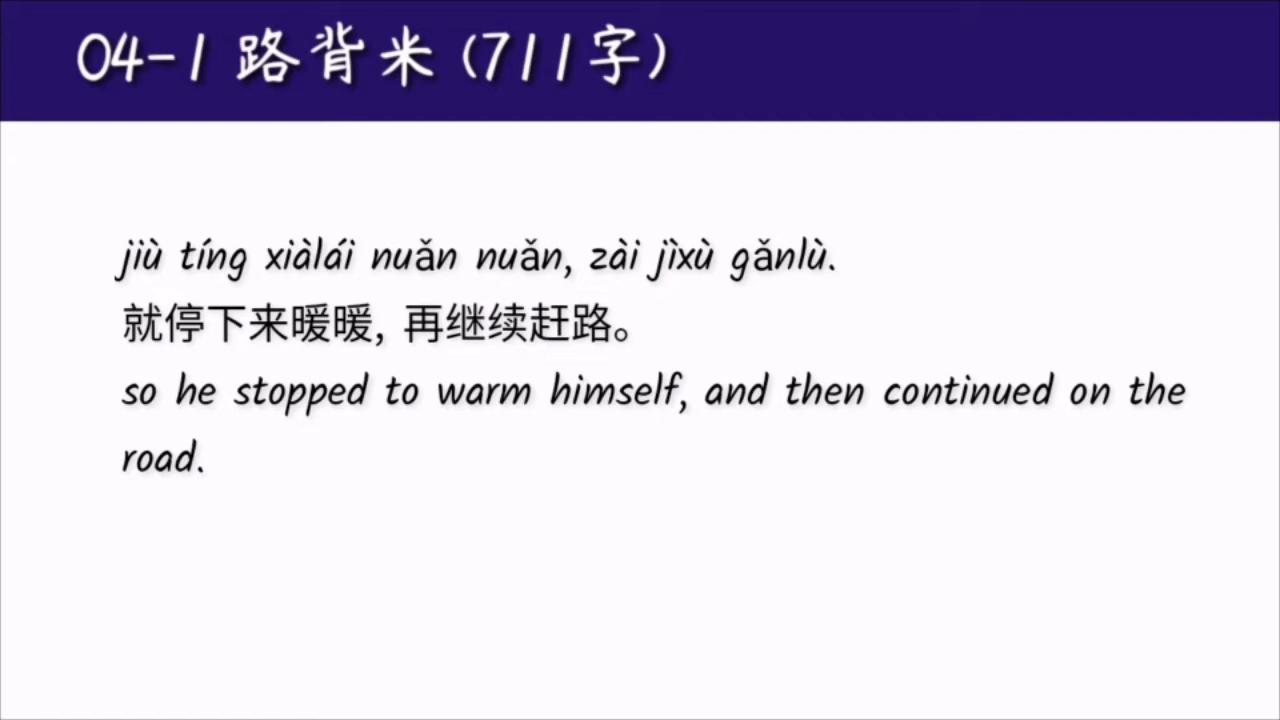 04-1 路背米 (711字)
jiù tíng xiàlái nuǎn nuǎn, zài jìxù gǎnlù.
就停下来暖暖, 再继续赶路。
so he stopped to warm himself, and then continued on the
road.